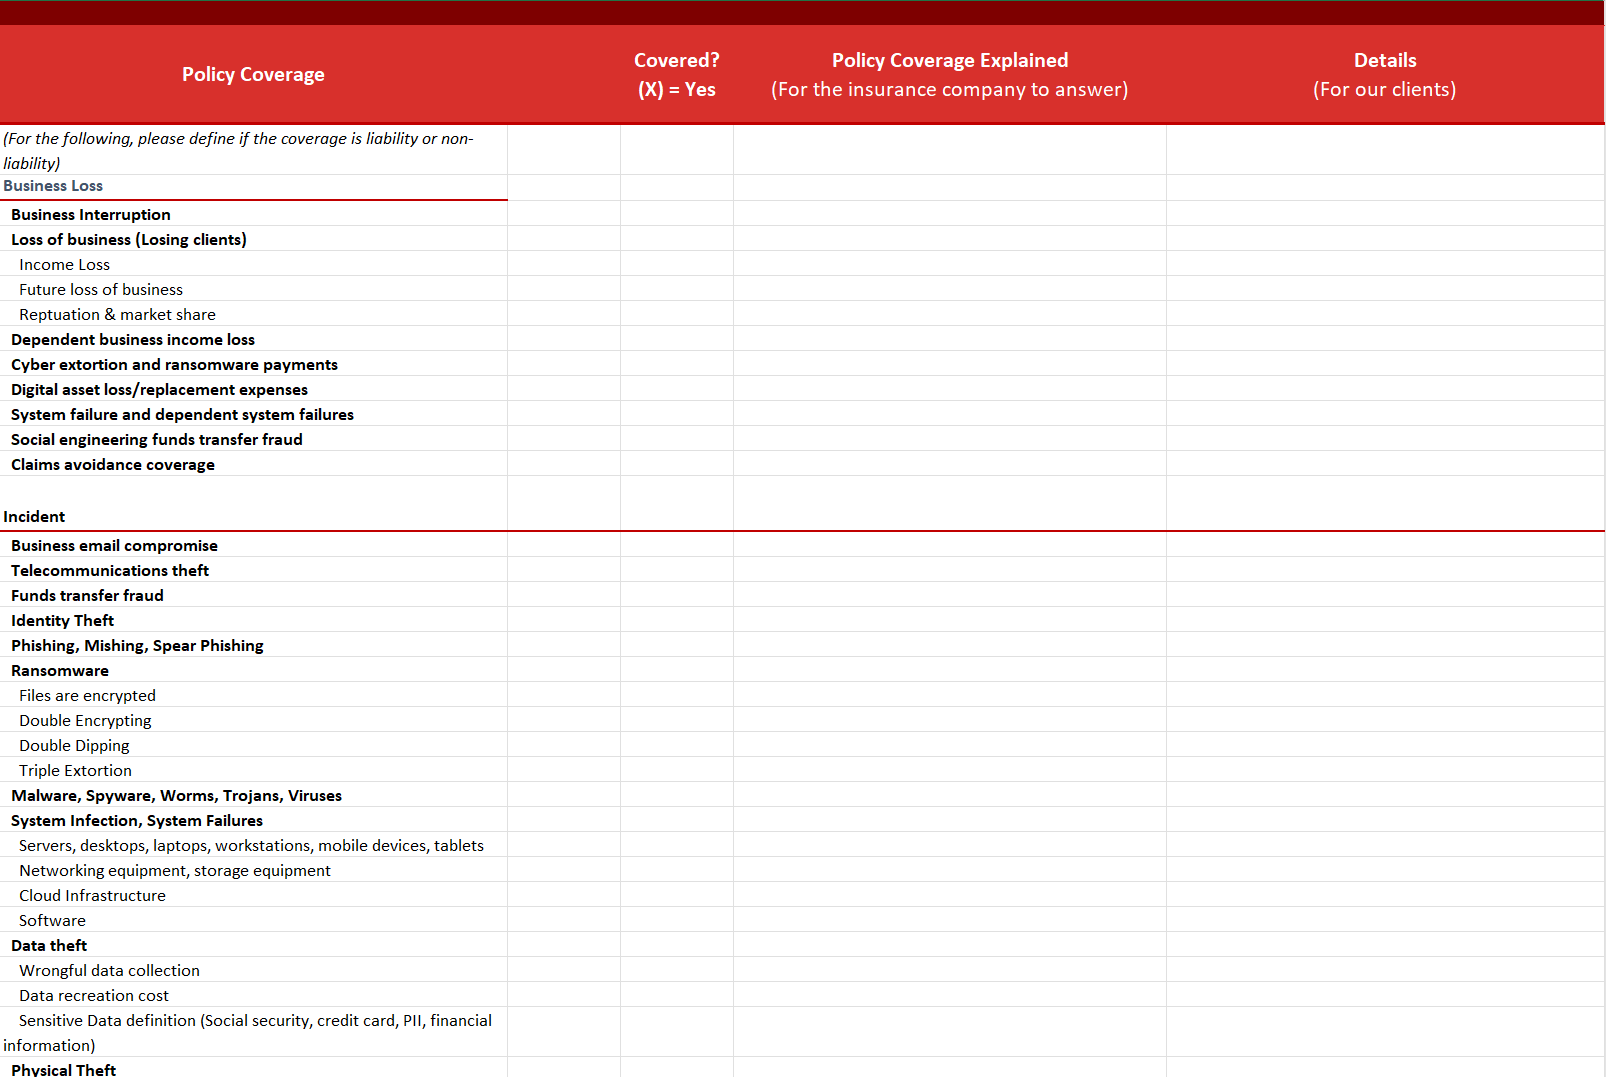 Policy Coverage
Covered?
(X) = Yes
Policy Coverage Explained
(For the insurance company to answer)
Details
(For our clients)
(For the following, please define if the coverage is liability or non-
liability)
Business Loss
Business Interruption
Loss of business (Losing clients)
Income Loss
Future loss of business
Reptuation & market share
Dependent business income loss
Cyber extortion and ransomware payments
Digital asset loss/replacement expenses
System failure and dependent system failures
Social engineering funds transfer fraud
Claims avoidance coverage
Incident
Business email compromise
Telecommunications theft
Funds transfer fraud
Identity Theft
Phishing, Mishing, Spear Phishing
Ransomware
Files are encrypted
Double Encrypting
Double Dipping
Triple Extortion
Malware, Spyware, Worms, Trojans, Viruses
System Infection, System Failures
Servers, desktops, laptops, workstations, mobile devices, tablets
Networking equipment, storage equipment
Cloud Infrastructure
Software
Data theft
Wrongful data collection
Data recreation cost
Sensitive Data definition (Social security, credit card, PII, financial
information)
Physical Theft